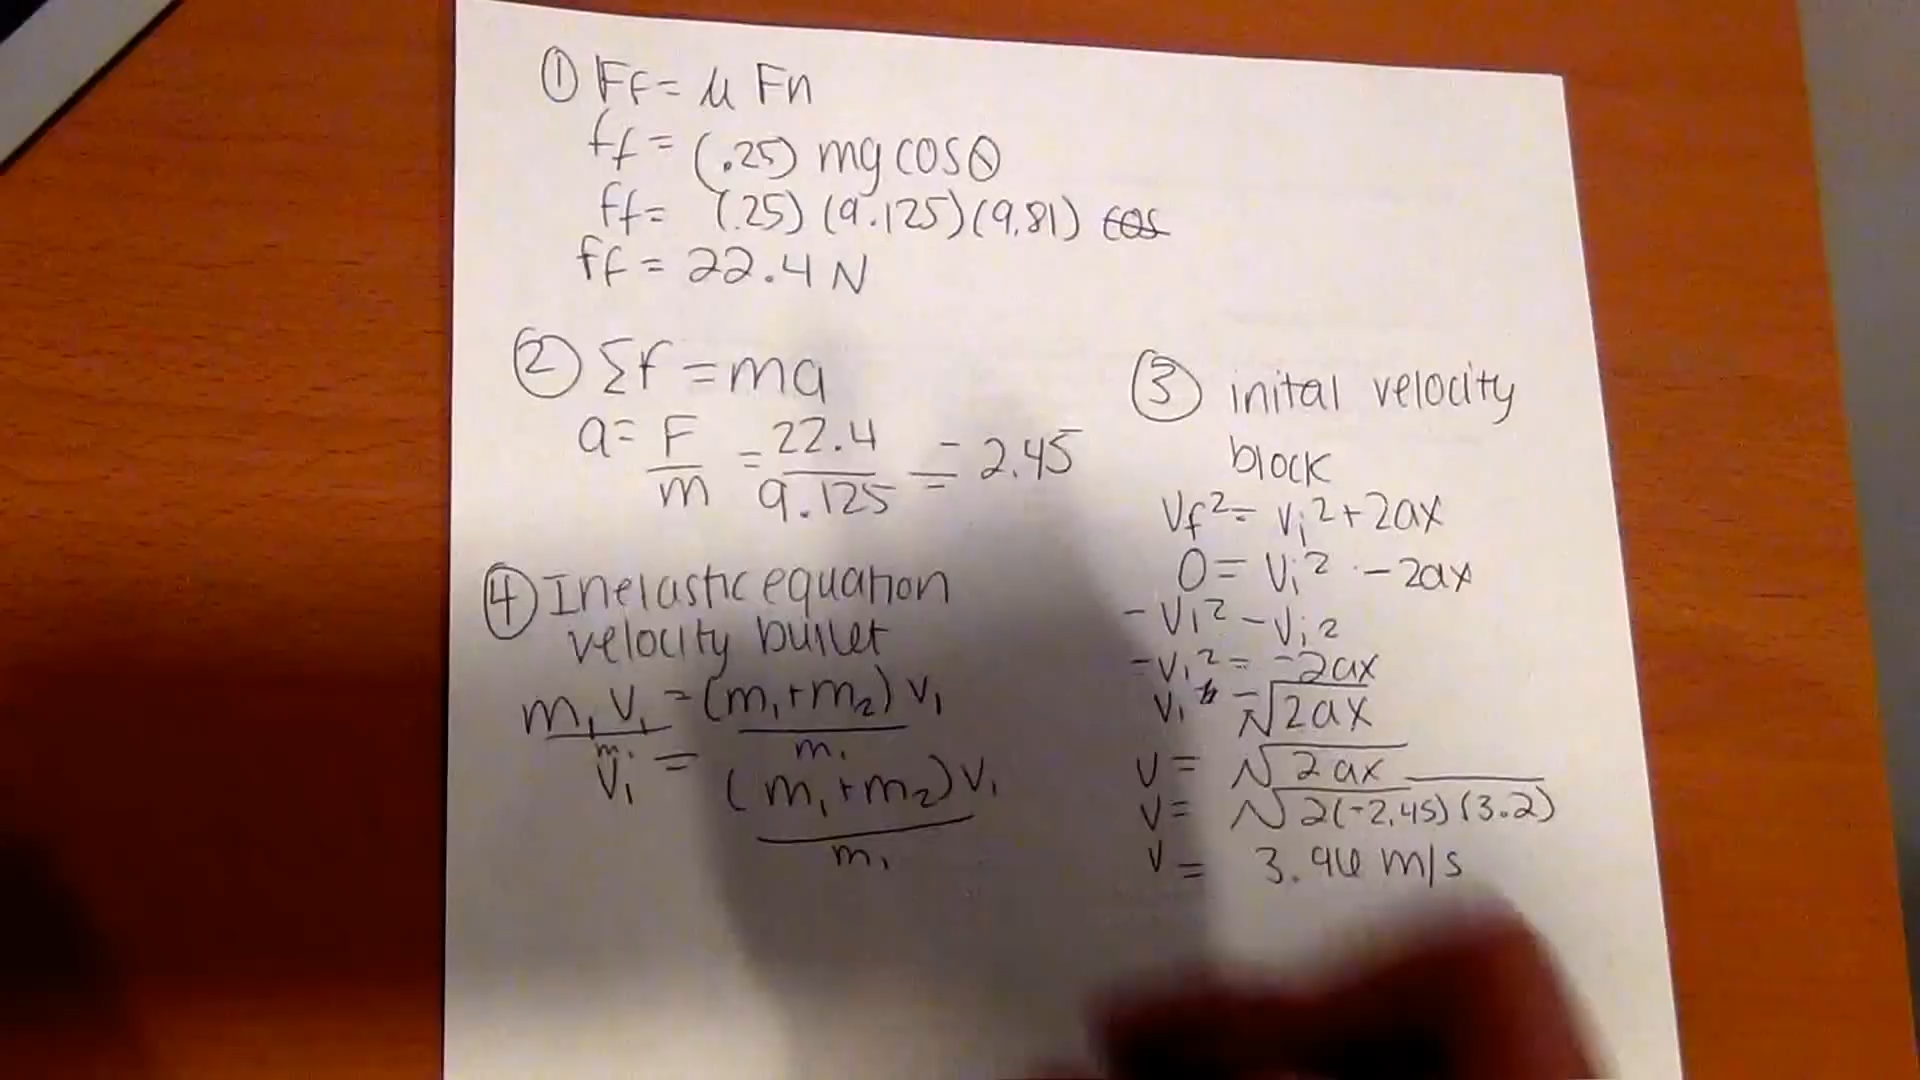 ① Ff = μ Fn
ff = (.25) mg cosθ
ff = (.25) (9.125) (9.81) cos
ff = 22.4 N
② Σf = ma
a = F/m = 22.4/9.125 = -2.45
③ inital velocity
block
Vf² = Vi² + 2ax
0 = Vi² - 2ax
-Vi² -Vi²
-Vi² = -2ax
Vi = √2ax
V = √2ax
V = √2(-2.45)(3.2)
V = 3.96 m/s
④ Inelastic equation
velocity bullet
m₁V₁ = (m₁+m₂) V₁
m₁ m₁
V₁ = (m₁+m₂)V₁
m₁